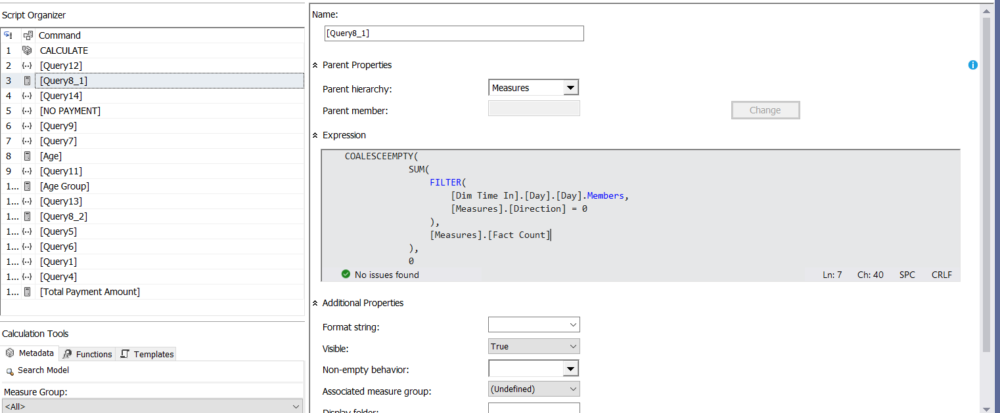 Script Organizer
Command
1 CALCULATE
2 [Query12]
3 [Query8_1]
4 [Query14]
5 [NO PAYMENT]
6 [Query9]
7 [Query7]
8 [Age]
9 [Query11]
1... [Age Group]
1... [Query13]
1... [Query8_2]
1... [Query5]
1... [Query6]
1... [Query1]
1... [Query4]
1... [Total Payment Amount]
Calculation Tools
Metadata Functions Templates
Search Model
Measure Group:
<All>
Name:
[Query8_1]
Parent Properties
Parent hierarchy: Measures
Parent member: Change
Expression
COALESCEEMPTY(
SUM(
FILTER(
[Dim Time In].[Day].[Day].Members,
[Measures].[Direction] = 0
),
[Measures].[Fact Count]
),
0
No issues found Ln: 7 Ch: 40 SPC CRLF
Additional Properties
Format string:
Visible: True
Non-empty behavior:
Associated measure group: (Undefined)
Display folder: